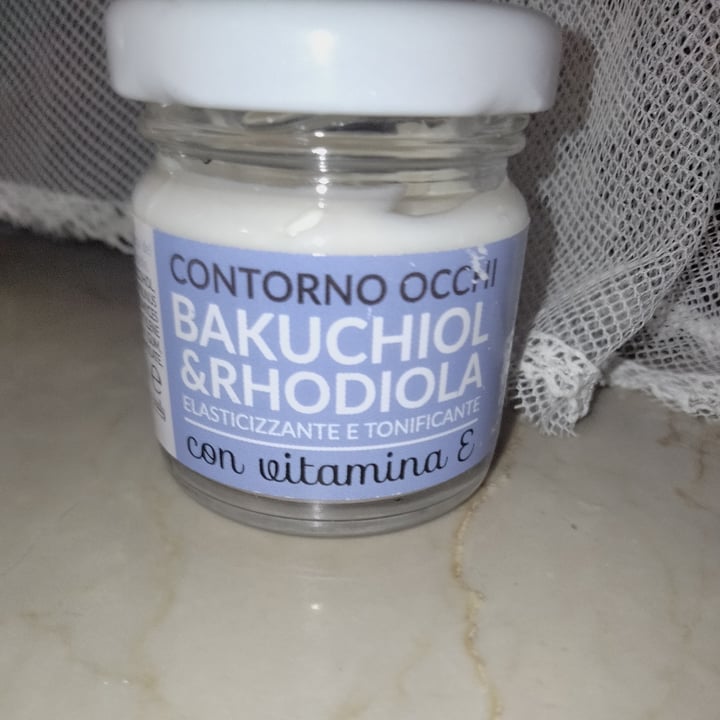 CONTORNO OCCHI
BAKUCHIOL
&RHODIOLA
ELASTICIZZANTE E TONIFICANTE
con vitamina E